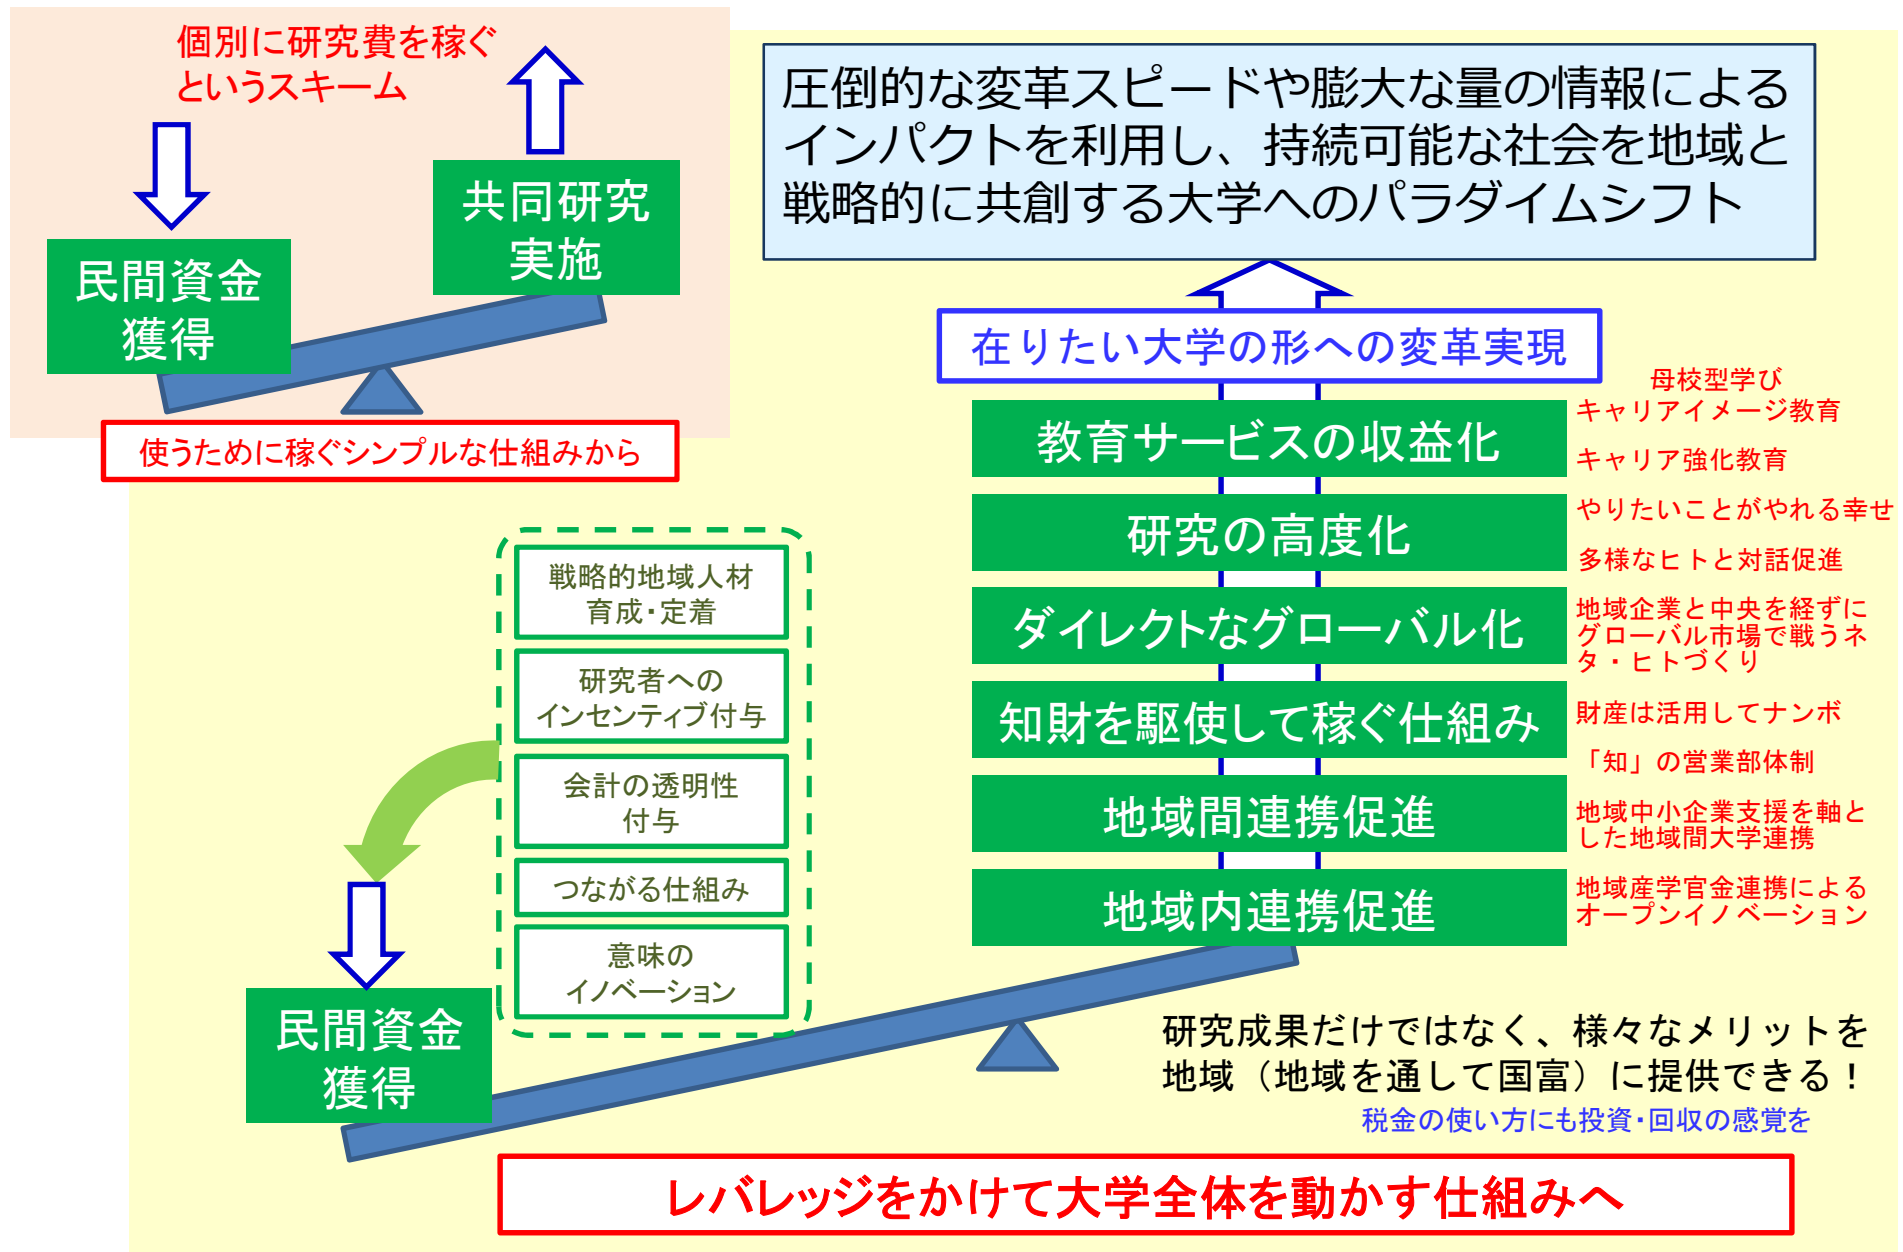 個別に研究費を稼ぐ
というスキーム
共同研究
実施
民間資金
獲得
使うために稼ぐシンプルな仕組みから
圧倒的な変革スピードや膨大な量の情報による
インパクトを利用し、持続可能な社会を地域と
戦略的に共創する大学へのパラダイムシフト
在りたい大学の形への変革実現
教育サービスの収益化
研究の高度化
ダイレクトなグローバル化
知財を駆使して稼ぐ仕組み
地域間連携促進
地域内連携促進
母校型学び
キャリアイメージ教育
キャリア強化教育
やりたいことがやれる幸せ
多様なヒトと対話促進
地域企業と中央を経ずに
グローバル市場で戦うネ
タ・ヒトづくり
財産は活用してナンボ
「知」の営業部体制
地域中小企業支援を軸と
した地域間大学連携
地域産学官金連携による
オープンイノベーション
戦略的地域人材
育成・定着
研究者への
インセンティブ付与
会計の透明性
付与
つながる仕組み
意味の
イノベーション
民間資金
獲得
研究成果だけではなく、様々なメリットを
地域（地域を通して国富）に提供できる！
税金の使い方にも投資・回収の感覚を
レバレッジをかけて大学全体を動かす仕組みへ